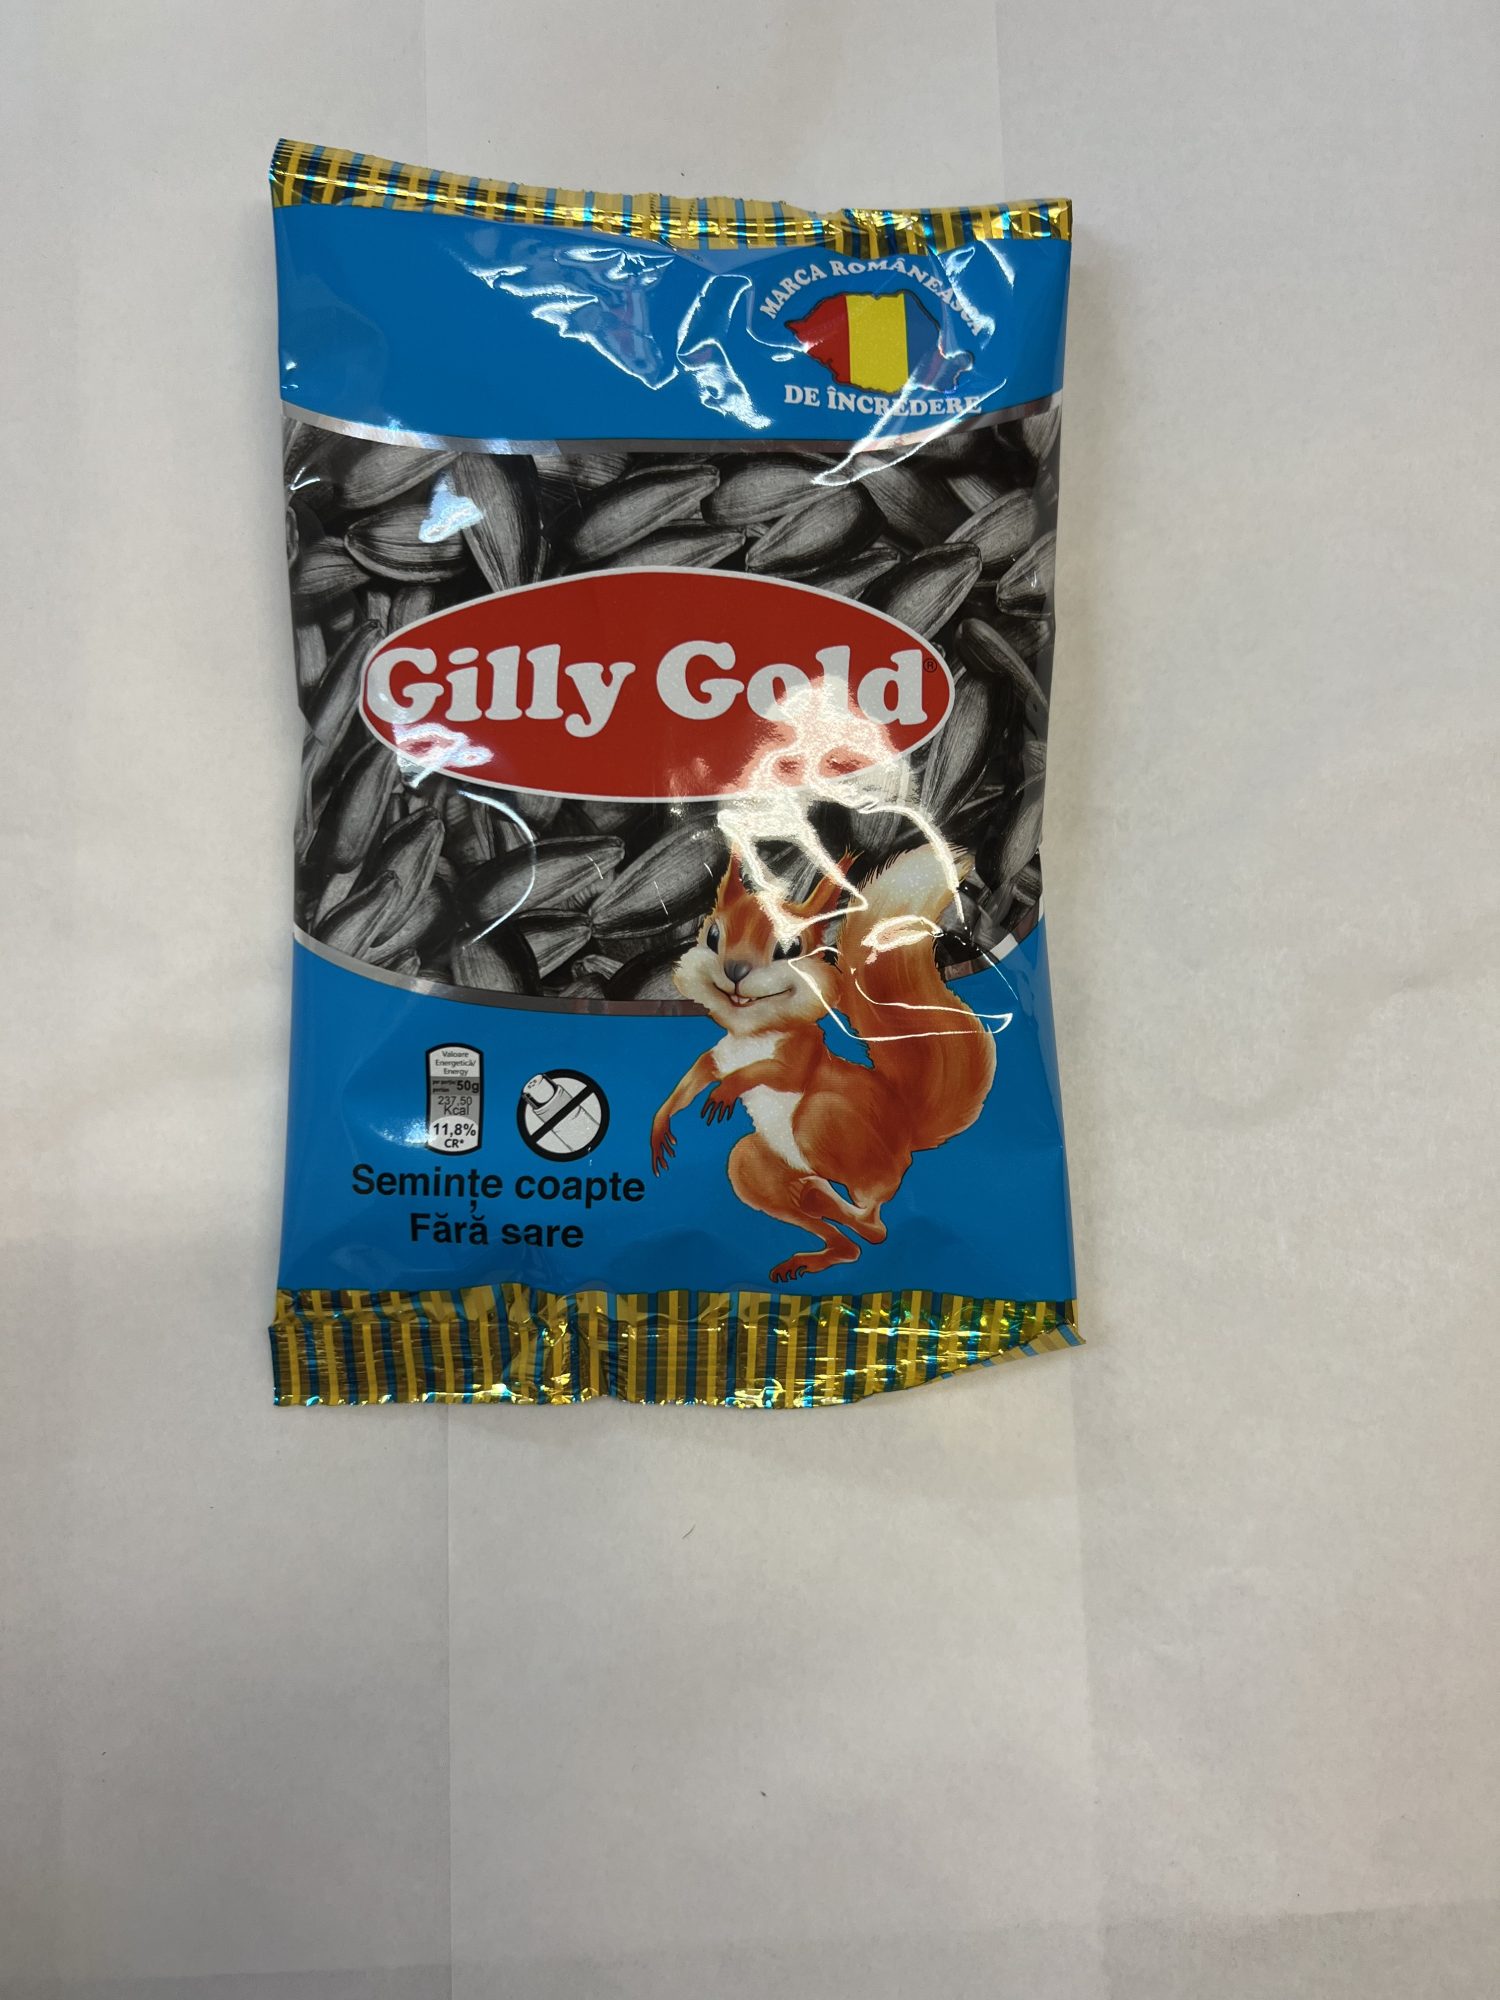 MARCA ROMÂNEASCĂ
DE ÎNCREDERE
Gilly Gold®
Valoare
Energetică/
Energy
50g
237,50
Kcal
11,8%
CR*
Semințe coapte
Fără sare